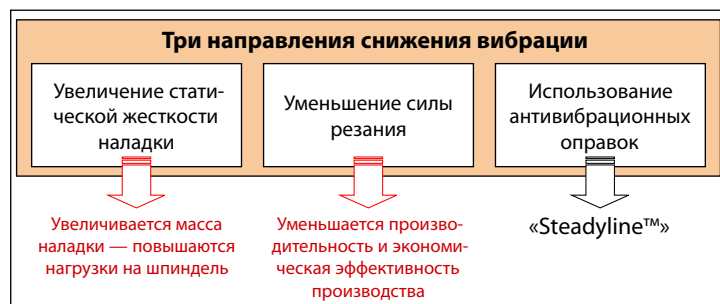 Три направления снижения вибрации
Увеличение стати-
ческой жесткости
наладки
Уменьшение силы
резания
Использование
антивибрационных
оправок
Увеличивается масса
наладки — повышаются
нагрузки на шпиндель
Уменьшается произво-
дительность и экономи-
ческая эффективность
производства
«Steadyline™»